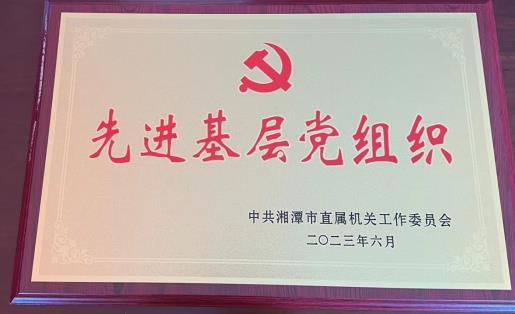 先进基层党组织
中共湘潭市直属机关工作委员会
二〇二三年六月